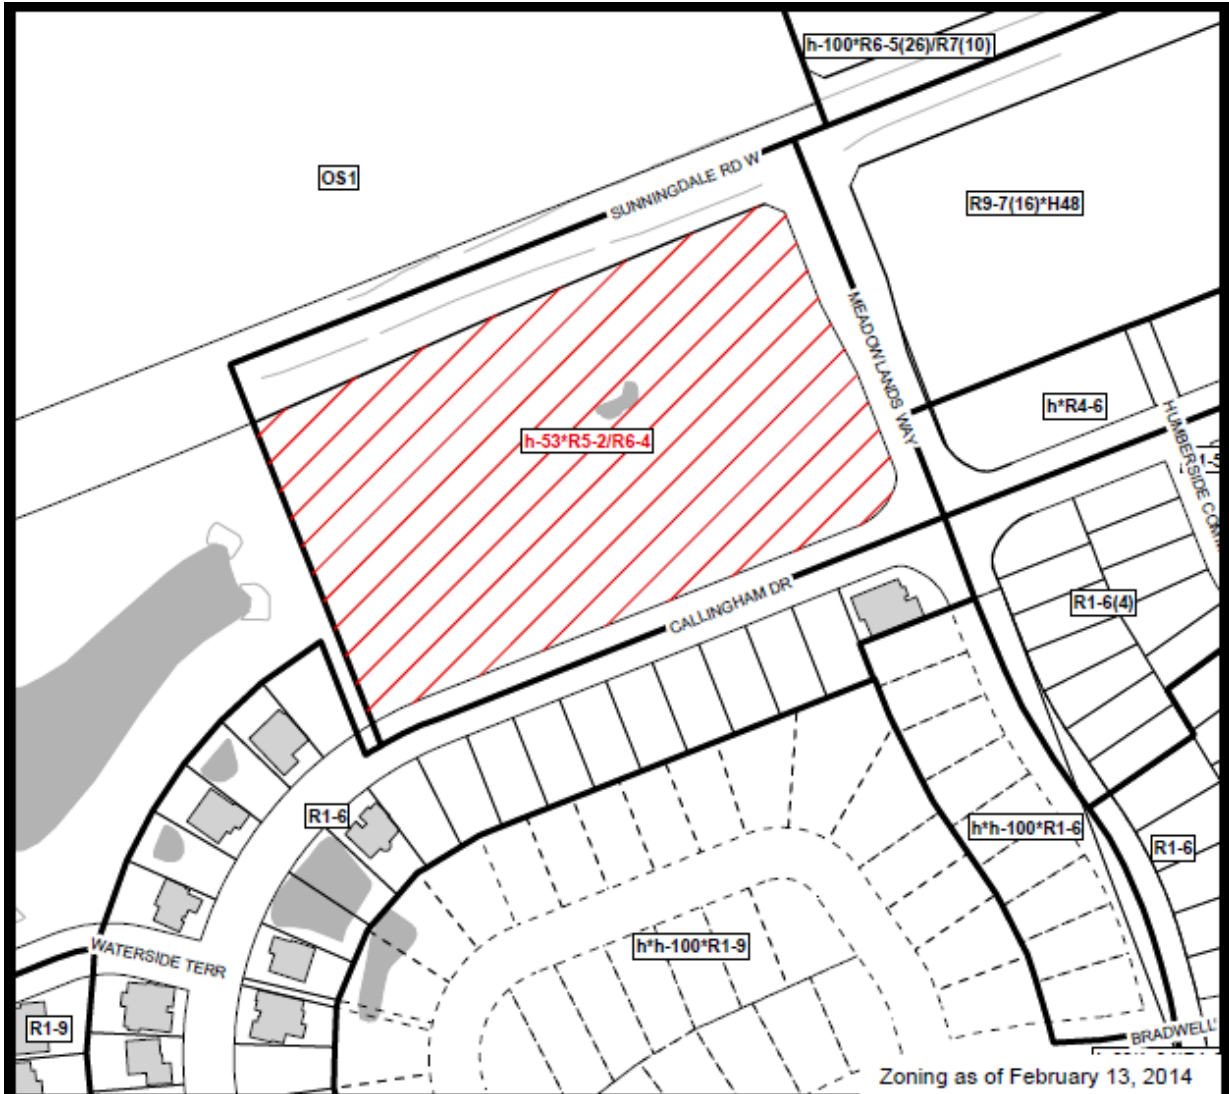 h-100*R6-5(26)/R7(10)
OS1
SUNNINGDALE RD W
R9-7(16)*H48
MEADOWLANDS WAY
h*R4-6
h-53*R5-2/R6-4
HUMBERSIDE
CALLINGHAM DR
R1-6(4)
R1-6
h*h-100*R1-6
R1-6
WATERSIDE TERR
h*h-100*R1-9
R1-9
BRADWELL
Zoning as of February 13, 2014